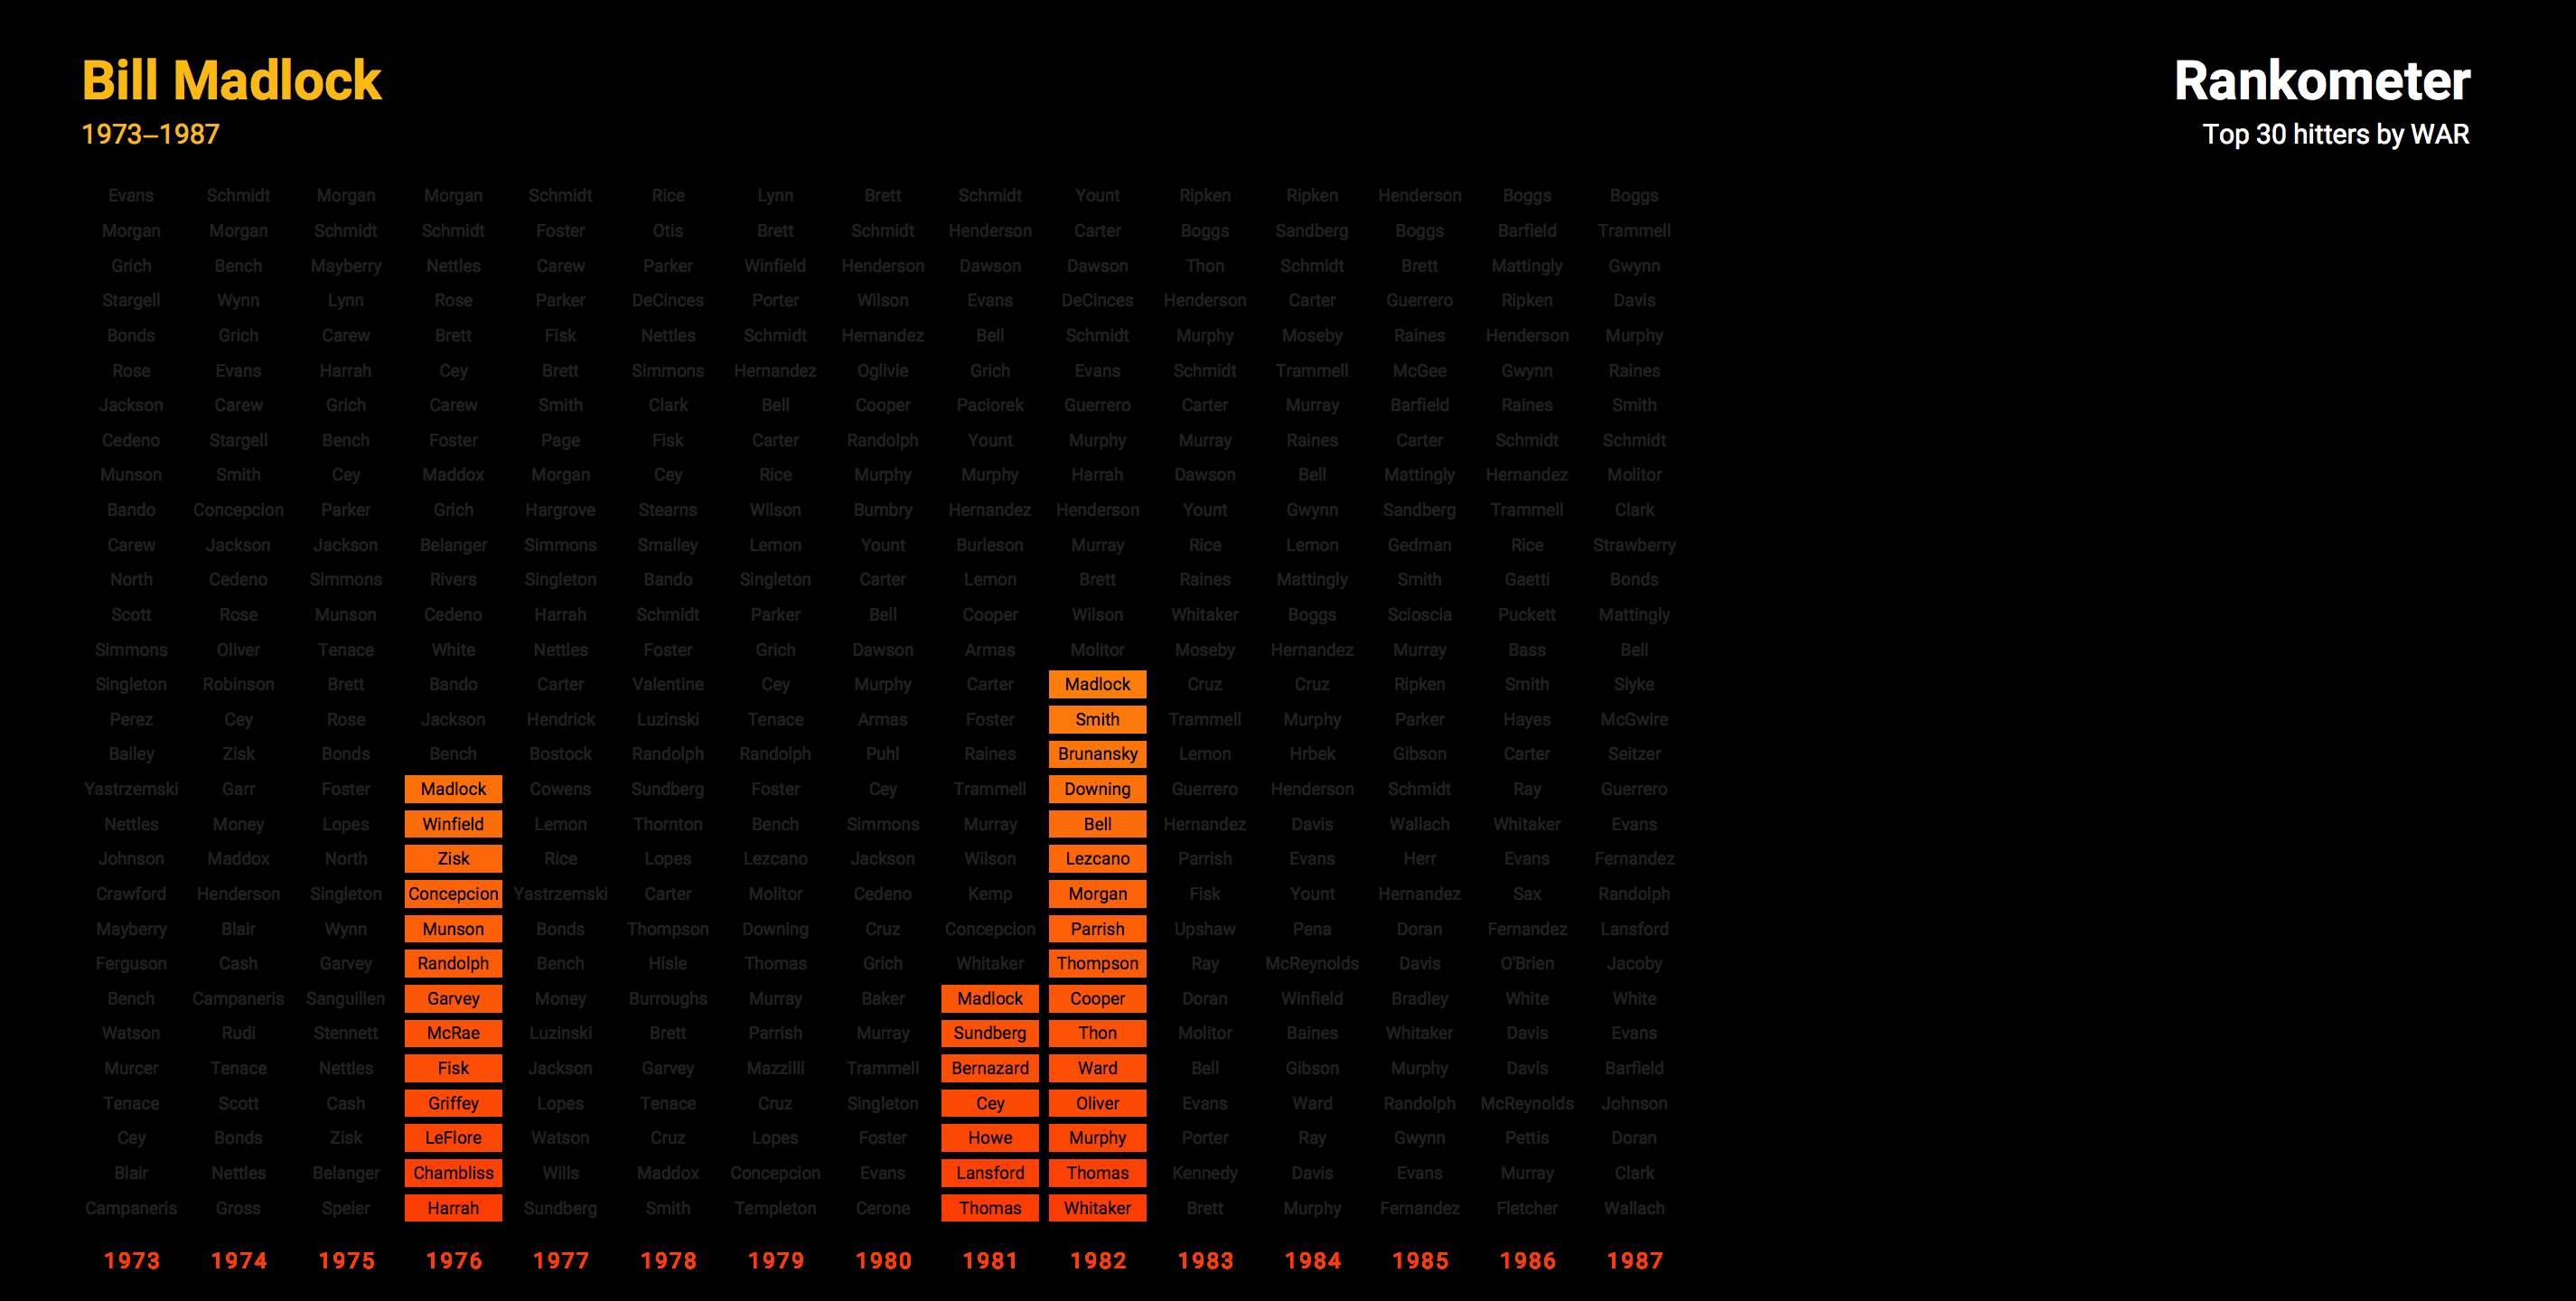 Bill Madlock
1973–1987
Rankometer
Top 30 hitters by WAR
Evans Schmidt Morgan Morgan Schmidt Rice Lynn Brett Schmidt Yount Ripken Ripken Henderson Boggs Boggs
Morgan Morgan Schmidt Schmidt Foster Otis Brett Schmidt Henderson Carter Boggs Sandberg Boggs Barfield Trammell
Grich Bench Mayberry Nettles Carew Parker Winfield Henderson Dawson Dawson Thon Schmidt Brett Mattingly Gwynn
Stargell Wynn Lynn Rose Parker DeCinces Porter Wilson Evans DeCinces Henderson Carter Guerrero Ripken Davis
Bonds Grich Carew Brett Fisk Nettles Schmidt Hernandez Bell Schmidt Murphy Moseby Raines Henderson Murphy
Rose Evans Harrah Cey Brett Simmons Hernandez Oglivie Grich Evans Schmidt Trammell McGee Gwynn Raines
Jackson Carew Grich Carew Smith Clark Bell Cooper Paciorek Guerrero Carter Murray Barfield Raines Smith
Cedeno Stargell Bench Foster Page Fisk Carter Randolph Yount Murphy Murray Raines Carter Schmidt Schmidt
Munson Smith Cey Maddox Morgan Cey Rice Murphy Murphy Harrah Dawson Bell Mattingly Hernandez Molitor
Bando Concepcion Parker Grich Hargrove Stearns Wilson Bumbry Hernandez Henderson Yount Gwynn Sandberg Trammell Clark
Carew Jackson Jackson Belanger Simmons Smalley Lemon Yount Burleson Murray Rice Lemon Gedman Rice Strawberry
North Cedeno Simmons Rivers Singleton Bando Singleton Carter Lemon Brett Raines Mattingly Smith Gaetti Bonds
Scott Rose Munson Cedeno Harrah Schmidt Parker Bell Cooper Wilson Whitaker Boggs Scioscia Puckett Mattingly
Simmons Oliver Tenace White Nettles Foster Grich Dawson Armas Molitor Moseby Hernandez Murray Bass Bell
Singleton Robinson Brett Bando Carter Valentine Cey Murphy Carter Madlock Cruz Cruz Ripken Smith Slyke
Perez Cey Rose Jackson Hendrick Luzinski Tenace Armas Foster Smith Trammell Murphy Parker Hayes McGwire
Bailey Zisk Bonds Bench Bostock Randolph Randolph Puhl Raines Brunansky Lemon Hrbek Gibson Carter Seitzer
Yastrzemski Garr Foster Madlock Cowens Sundberg Foster Cey Trammell Downing Guerrero Henderson Schmidt Ray Guerrero
Nettles Money Lopes Winfield Lemon Thornton Bench Simmons Murray Bell Hernandez Davis Wallach Whitaker Evans
Johnson Maddox North Zisk Rice Lopes Lezcano Jackson Wilson Lezcano Parrish Evans Herr Evans Fernandez
Crawford Henderson Singleton Concepcion Yastrzemski Carter Molitor Cedeno Kemp Morgan Fisk Yount Hernandez Sax Randolph
Mayberry Blair Wynn Munson Bonds Thompson Downing Cruz Concepcion Parrish Upshaw Pena Doran Fernandez Lansford
Ferguson Cash Garvey Randolph Bench Hisle Thomas Grich Whitaker Thompson Ray McReynolds Davis O'Brien Jacoby
Bench Campaneris Sanguillen Garvey Money Burroughs Murray Baker Madlock Cooper Doran Winfield Bradley White White
Watson Rudi Stennett McRae Luzinski Brett Parrish Murray Sundberg Thon Molitor Baines Whitaker Davis Evans
Murcer Tenace Nettles Fisk Jackson Garvey Mazzilli Trammell Bernazard Ward Bell Gibson Murphy Davis Barfield
Tenace Scott Cash Griffey Lopes Tenace Cruz Singleton Cey Oliver Evans Ward Randolph McReynolds Johnson
Cey Bonds Zisk LeFlore Watson Cruz Lopes Foster Howe Murphy Porter Ray Gwynn Pettis Doran
Blair Nettles Belanger Chambliss Wills Maddox Concepcion Evans Lansford Thomas Kennedy Davis Evans Murray Clark
Campaneris Gross Speier Harrah Sundberg Smith Templeton Cerone Thomas Whitaker Brett Murphy Fernandez Fletcher Wallach
1973 1974 1975 1976 1977 1978 1979 1980 1981 1982 1983 1984 1985 1986 1987